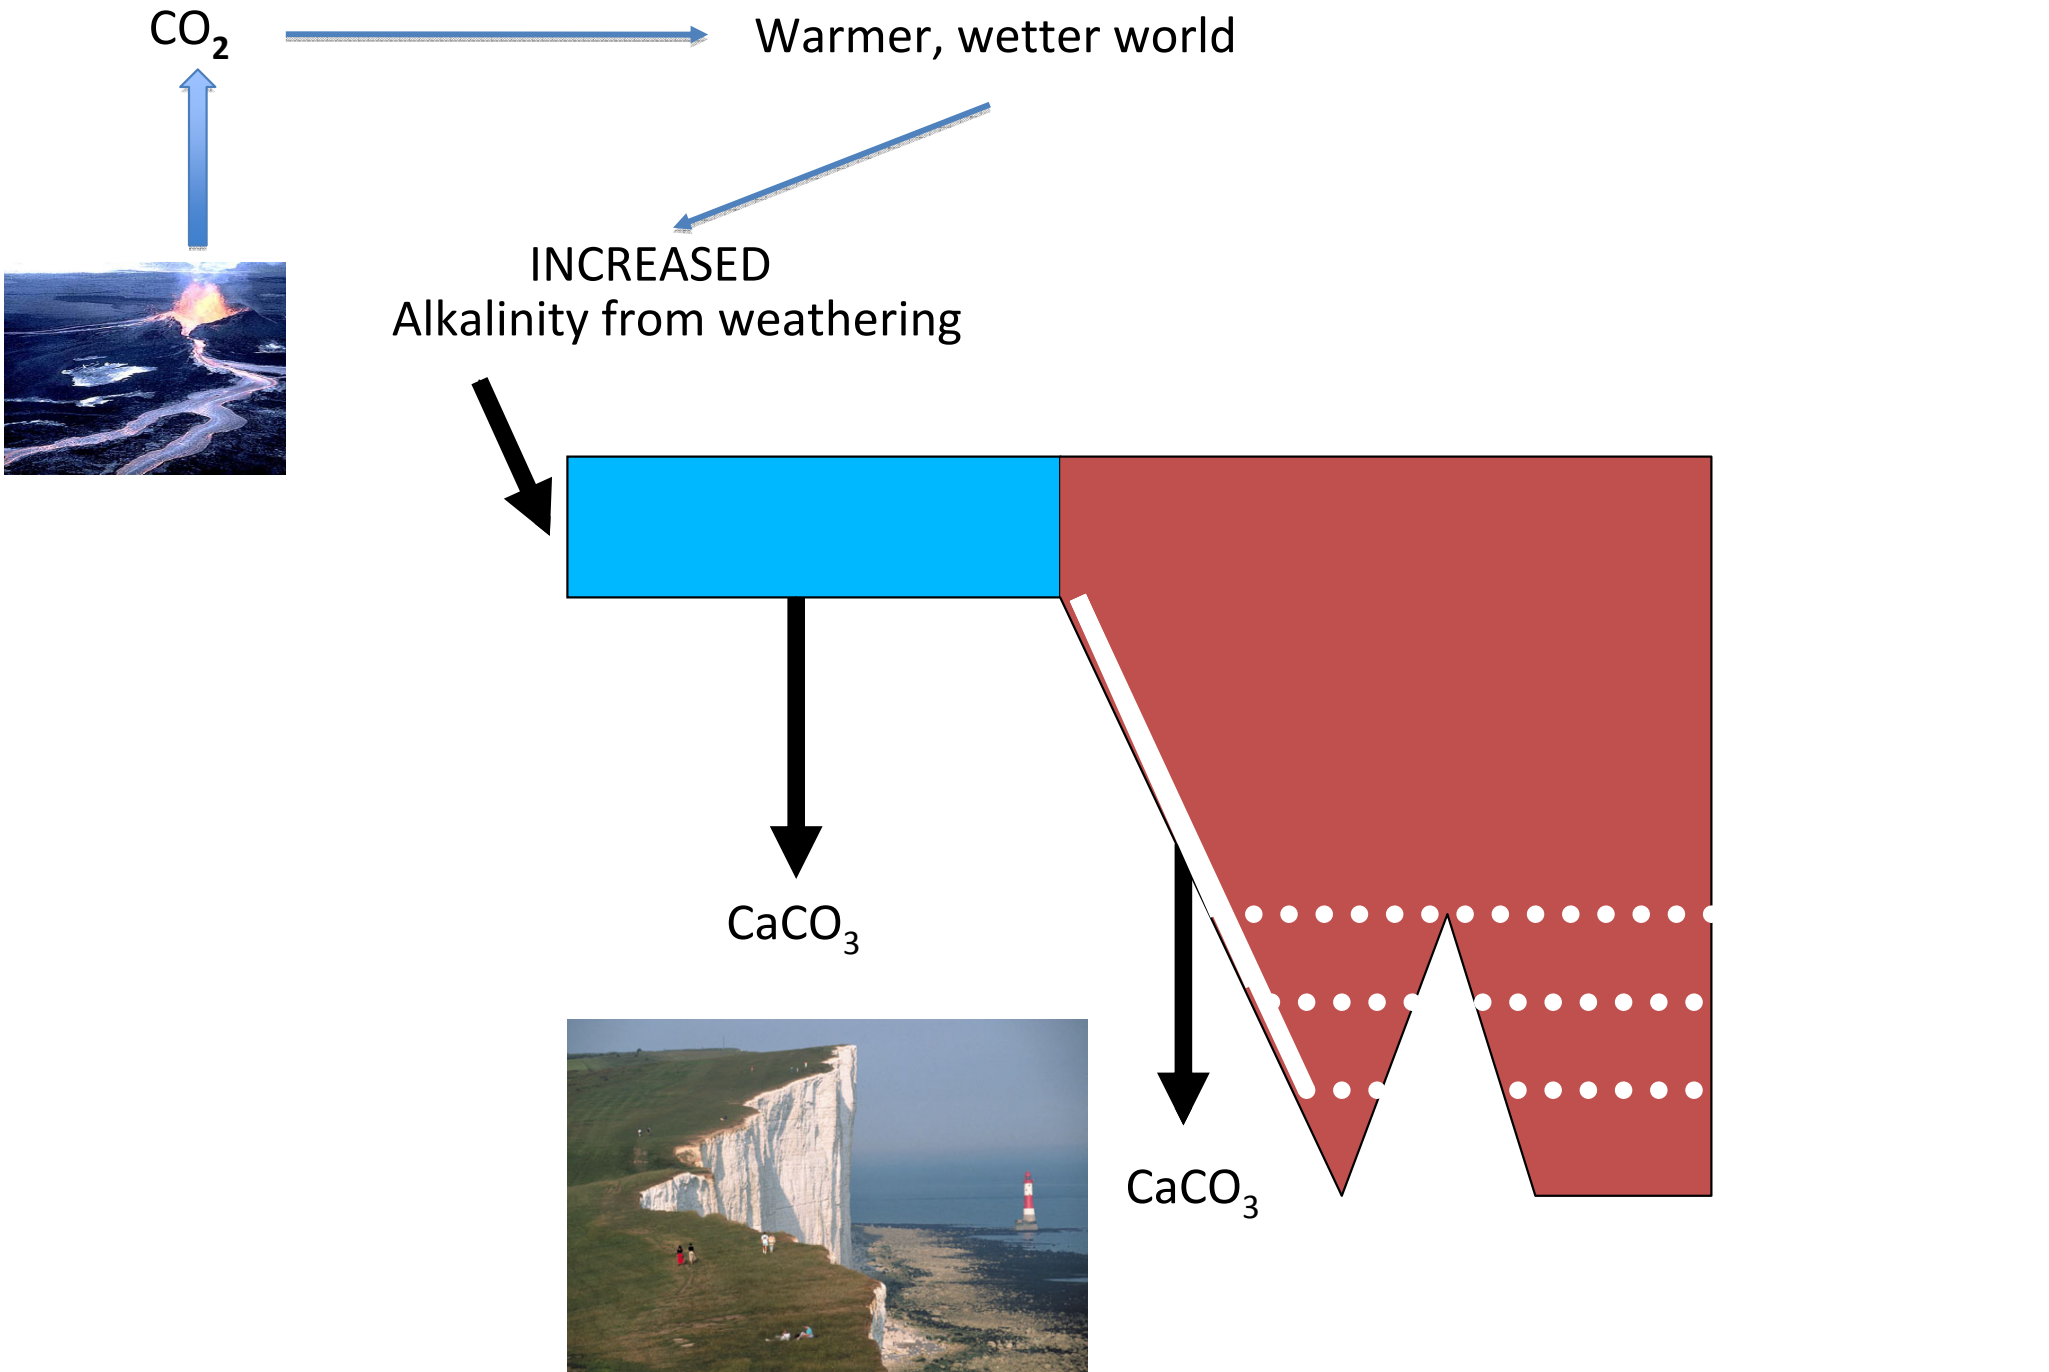 CO₂
Warmer, wetter world
INCREASED
Alkalinity from weathering
CaCO₃
CaCO₃